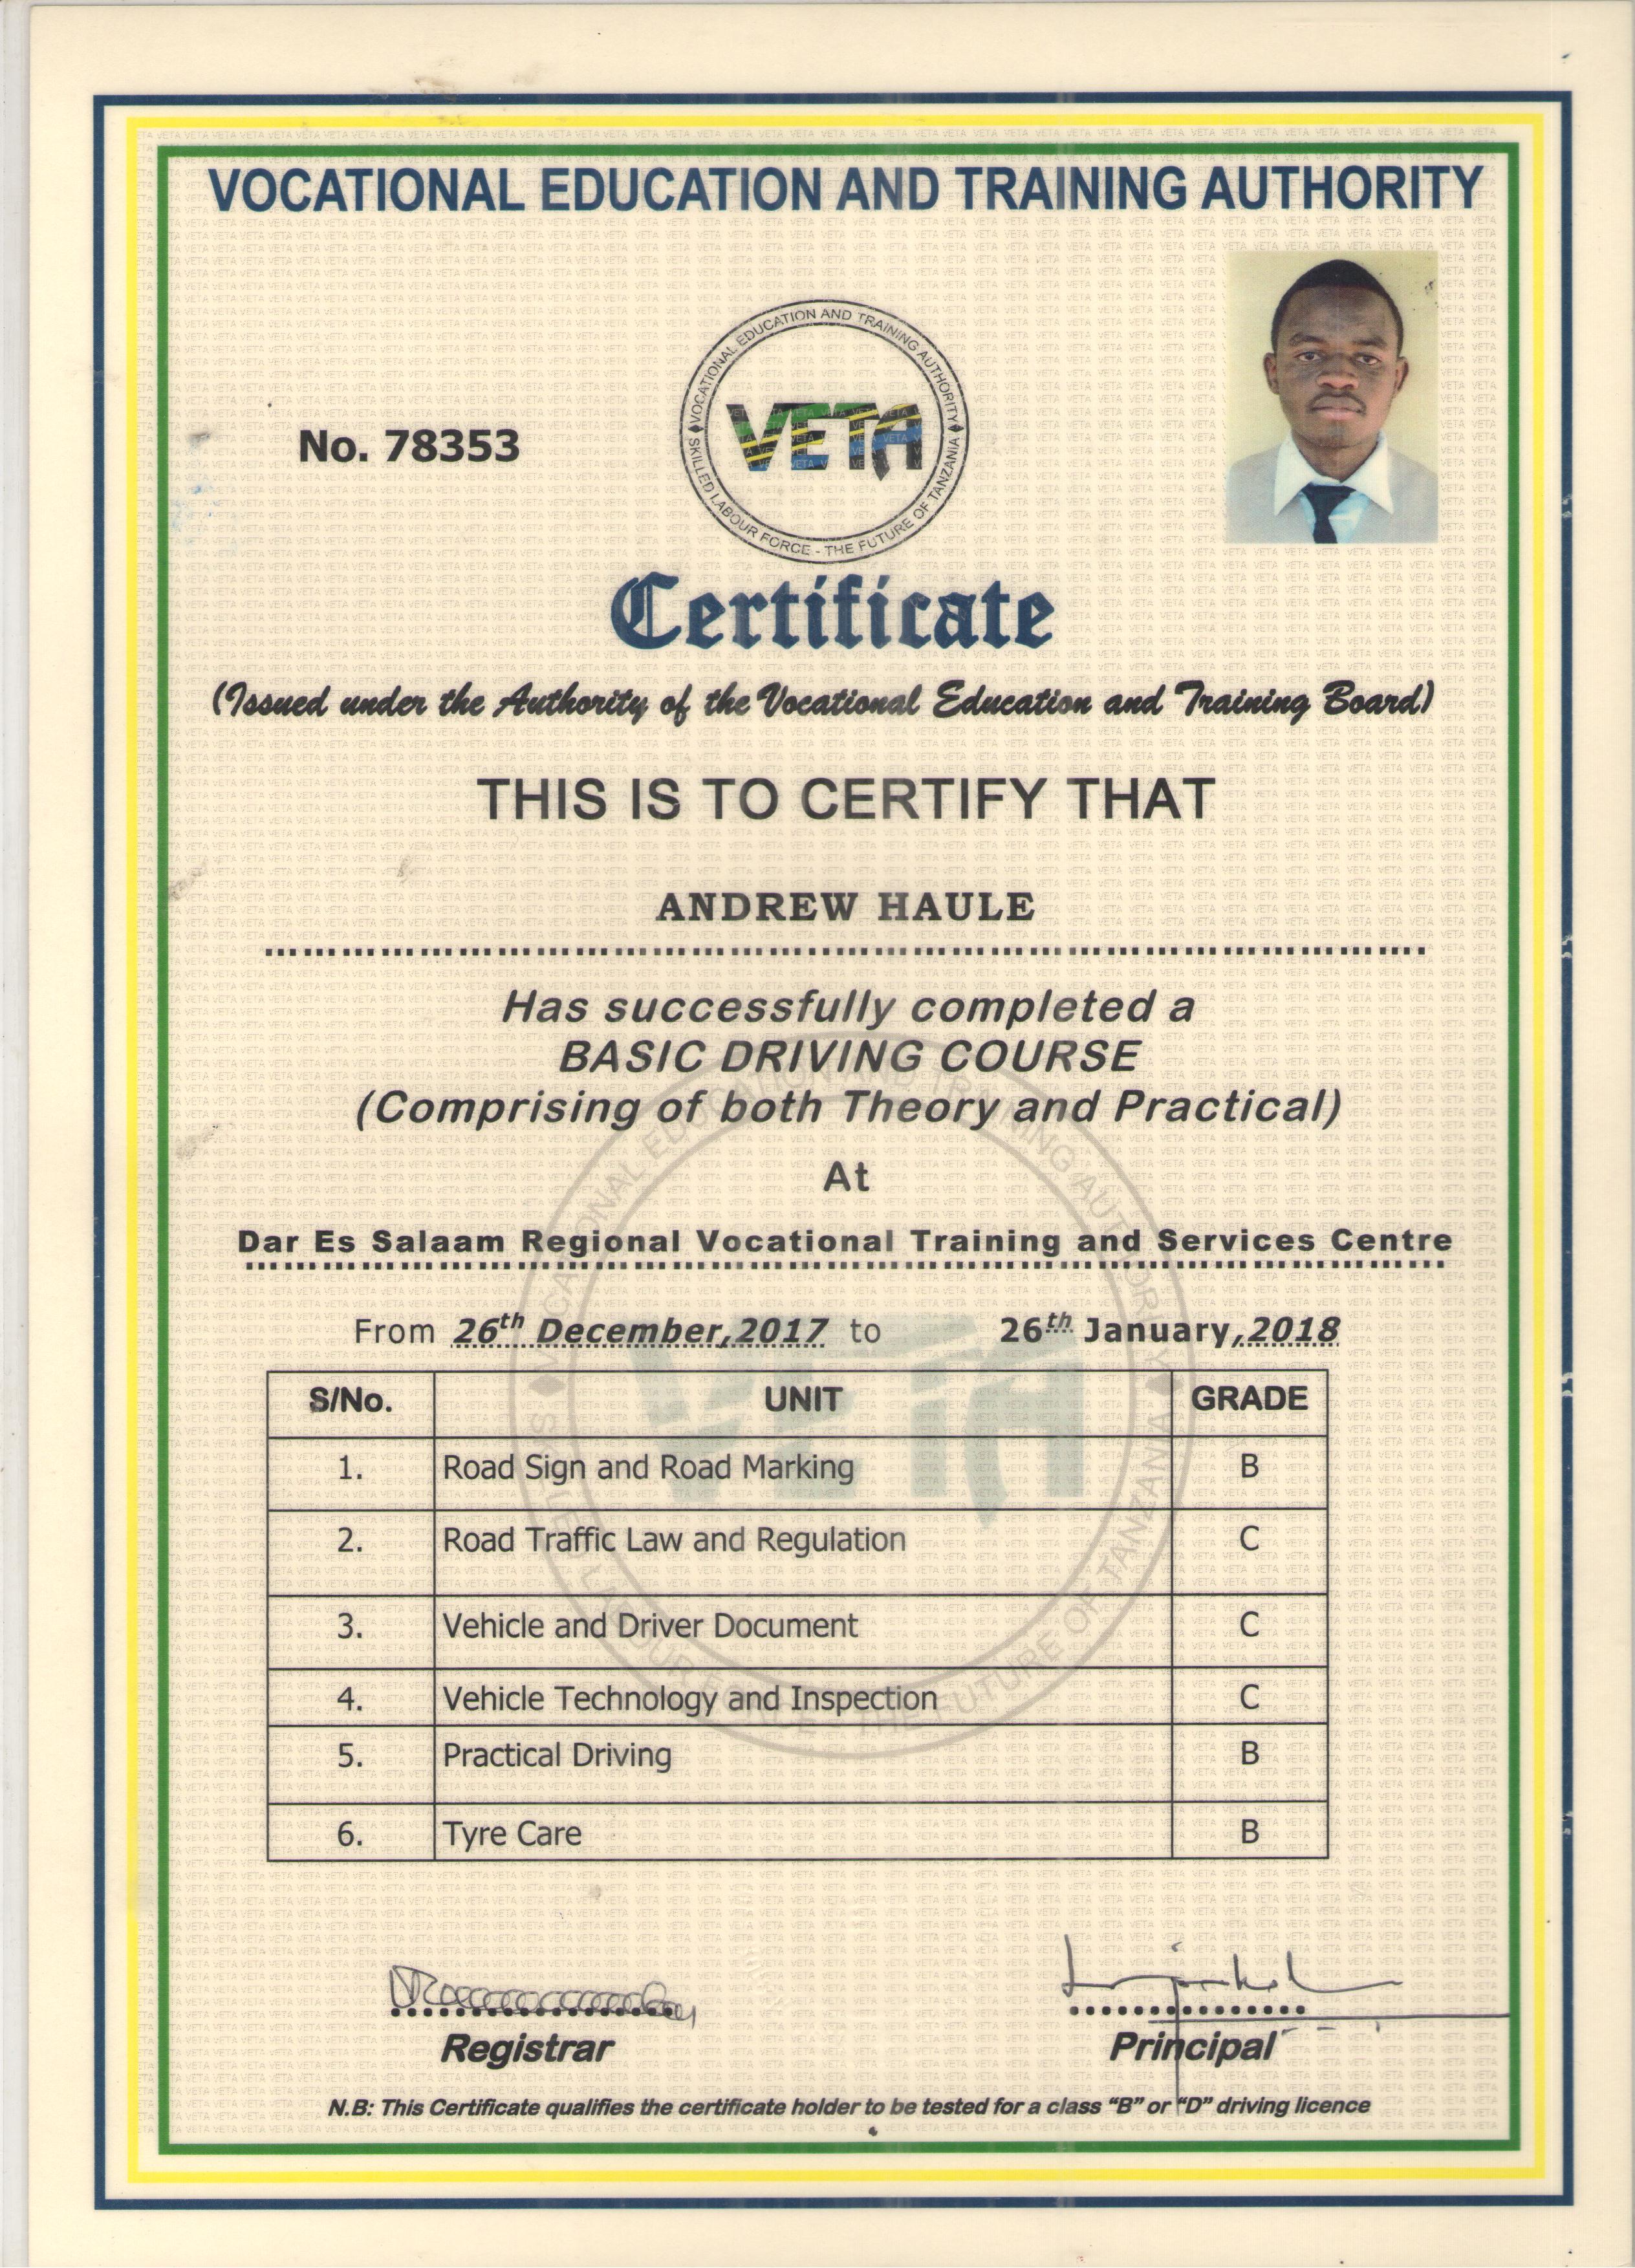 VOCATIONAL EDUCATION AND TRAINING AUTHORITY
No. 78353
VOCATIONAL EDUCATION AND TRAINING AUTHORITY
VETA
SKILLED LABOUR FORCE - THE FUTURE OF TANZANIA
Certificate
(Issued under the Authority of the Vocational Education and Training Board)
THIS IS TO CERTIFY THAT
ANDREW HAULE
Has successfully completed a
BASIC DRIVING COURSE
(Comprising of both Theory and Practical)
At
Dar Es Salaam Regional Vocational Training and Services Centre
From 26th December,2017 to 26th January,2018
S/No. UNIT GRADE
1. Road Sign and Road Marking B
2. Road Traffic Law and Regulation C
3. Vehicle and Driver Document C
4. Vehicle Technology and Inspection C
5. Practical Driving B
6. Tyre Care B
Registrar Principal
N.B: This Certificate qualifies the certificate holder to be tested for a class “B” or “D” driving licence